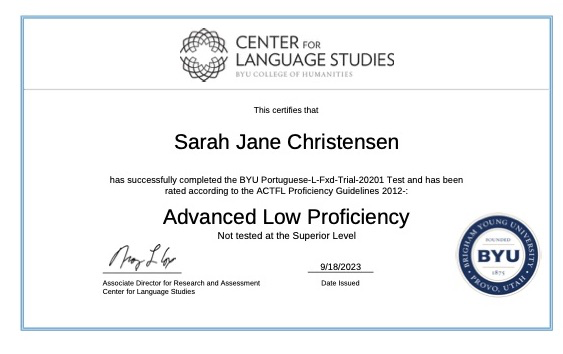 CENTER FOR
LANGUAGE STUDIES
BYU COLLEGE OF HUMANITIES
This certifies that
Sarah Jane Christensen
has successfully completed the BYU Portuguese-L-Fxd-Trial-20201 Test and has been
rated according to the ACTFL Proficiency Guidelines 2012-:
Advanced Low Proficiency
Not tested at the Superior Level
9/18/2023
Associate Director for Research and Assessment
Center for Language Studies
Date Issued
BRIGHAM YOUNG UNIVERSITY
FOUNDED
BYU
1875
PROVO, UTAH